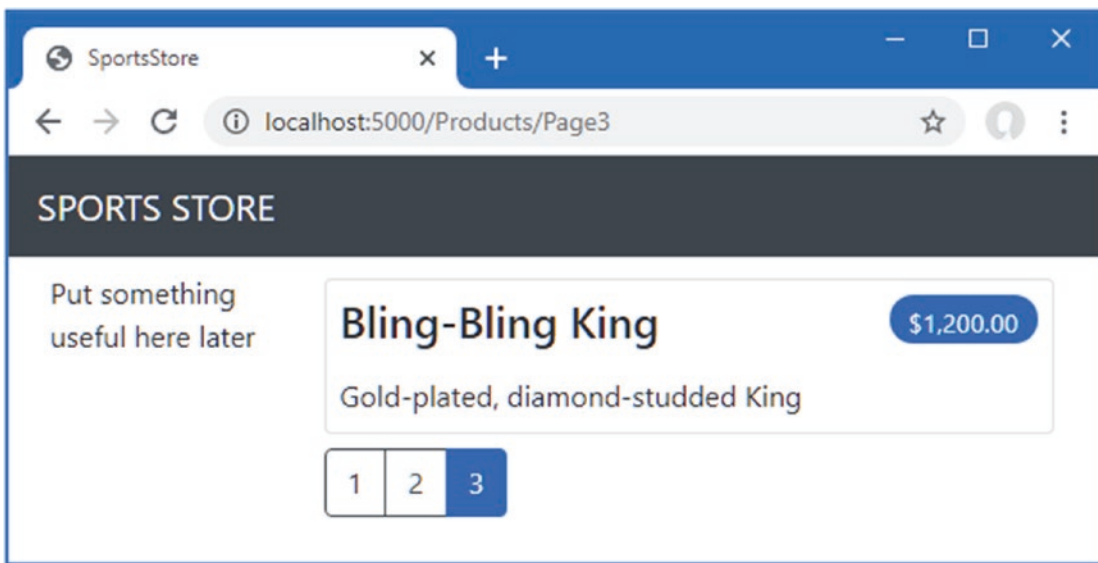 SportsStore
localhost:5000/Products/Page3
SPORTS STORE
Put something
useful here later
Bling-Bling King
$1,200.00
Gold-plated, diamond-studded King
1 2 3